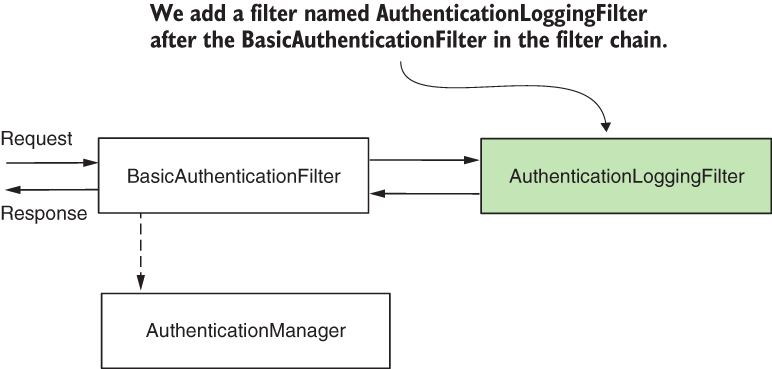 We add a filter named AuthenticationLoggingFilter
after the BasicAuthenticationFilter in the filter chain.
Request
BasicAuthenticationFilter
AuthenticationLoggingFilter
Response
AuthenticationManager